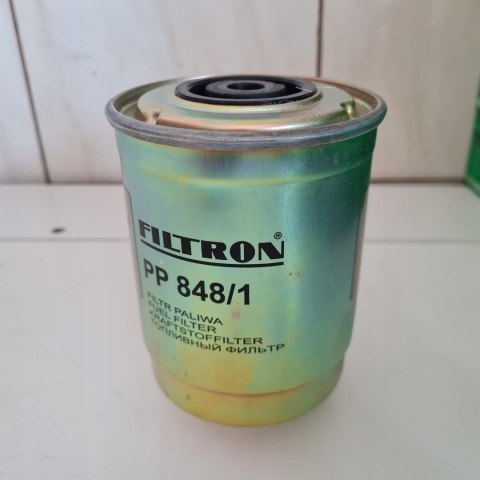 FILTRON®
PP 848/1
FILTR PALIWA
FUEL FILTER
KRAFTSTOFFILTER
ТОПЛИВНЫЙ ФИЛЬТР